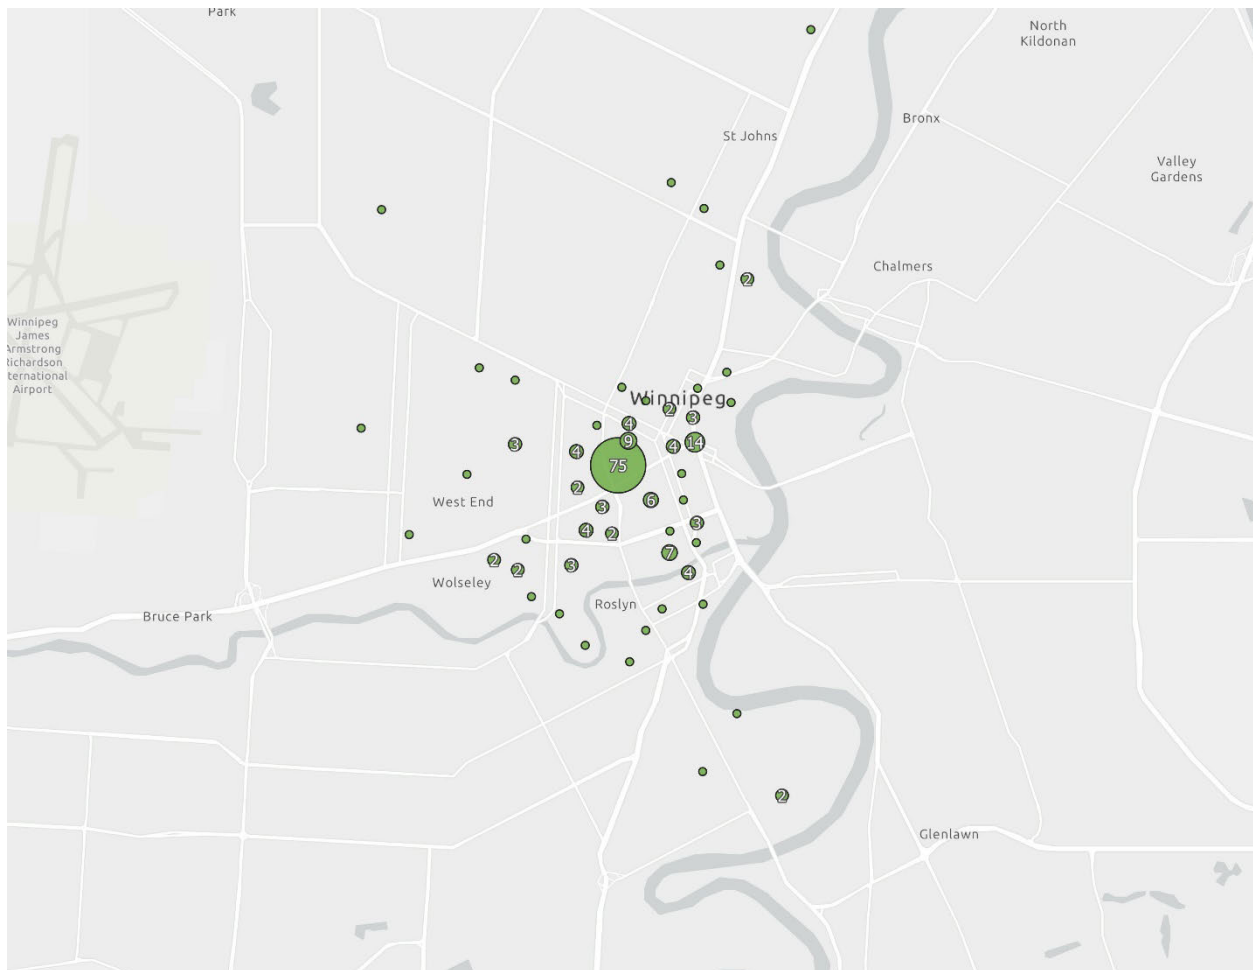 Park
North
Kildonan
Bronx
St Johns
Valley
Gardens
Chalmers
2
Winnipeg
James
Armstrong
Richardson
International
Airport
Winnipeg
2
3
4
9
14
3
4
4
75
2
6
West End
3
3
4
2
7
2
2
3
4
Wolseley
Roslyn
Bruce Park
2
Glenlawn